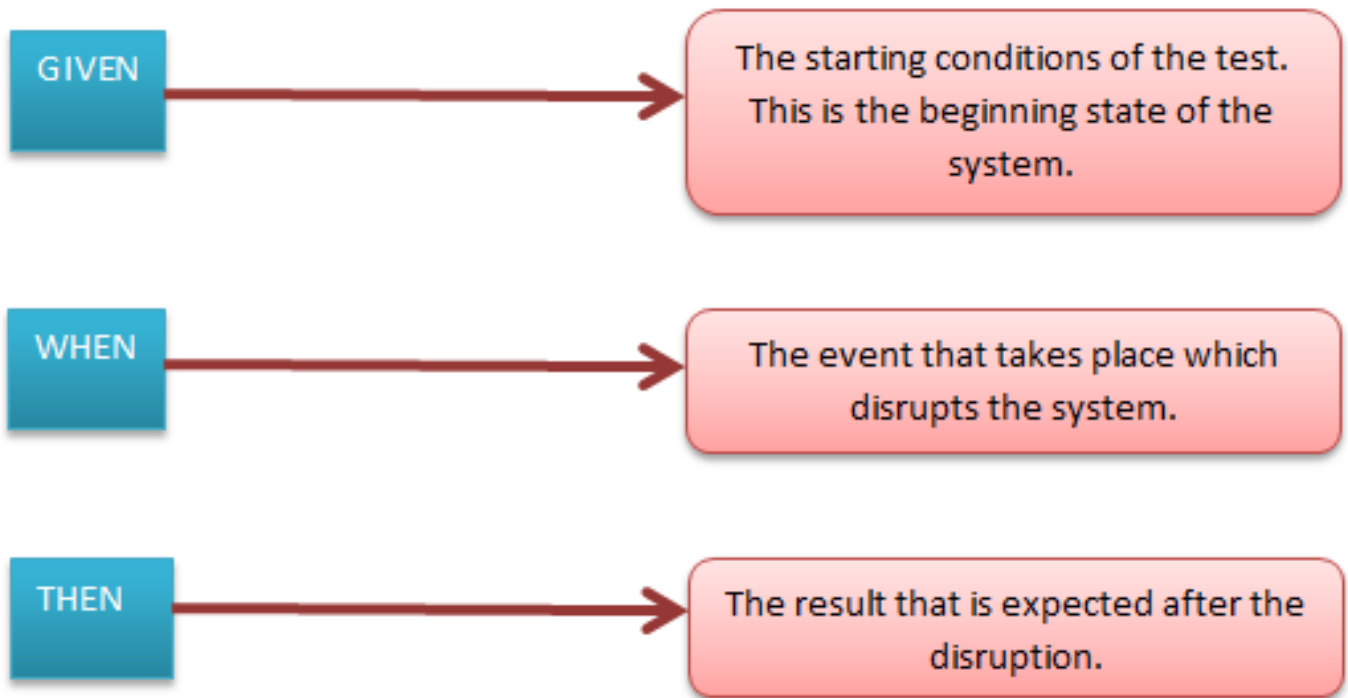 GIVEN
The starting conditions of the test.
This is the beginning state of the
system.
WHEN
The event that takes place which
disrupts the system.
THEN
The result that is expected after the
disruption.